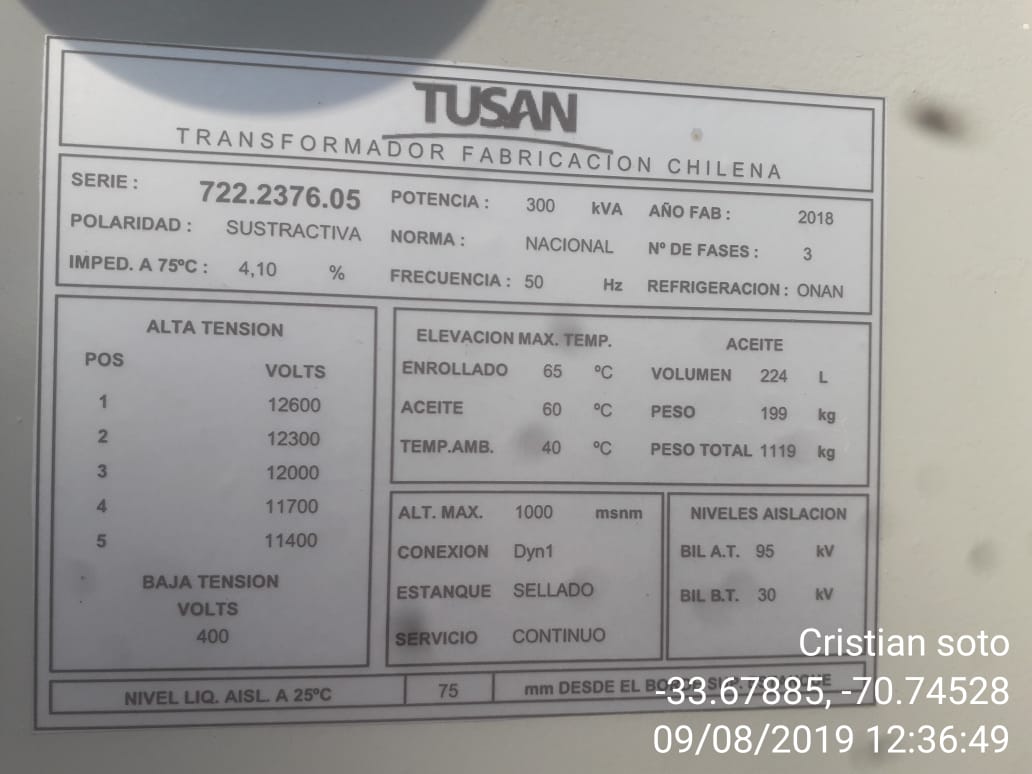 TUSAN
TRANSFORMADOR FABRICACION CHILENA
SERIE : 722.2376.05 POTENCIA : 300 kVA AÑO FAB : 2018
POLARIDAD : SUSTRACTIVA NORMA : NACIONAL Nº DE FASES : 3
IMPED. A 75ºC : 4,10 % FRECUENCIA : 50 Hz REFRIGERACION : ONAN
ALTA TENSION
POS VOLTS
1 12600
2 12300
3 12000
4 11700
5 11400
BAJA TENSION
VOLTS
400
ELEVACION MAX. TEMP.
ENROLLADO 65 ºC
ACEITE 60 ºC
TEMP.AMB. 40 ºC
ACEITE
VOLUMEN 224 L
PESO 199 kg
PESO TOTAL 1119 kg
ALT. MAX. 1000 msnm
CONEXION Dyn1
ESTANQUE SELLADO
SERVICIO CONTINUO
NIVELES AISLACION
BIL A.T. 95 kV
BIL B.T. 30 kV
NIVEL LIQ. AISL. A 25ºC 75 mm DESDE EL
Cristian soto
-33.67885, -70.74528
09/08/2019 12:36:49